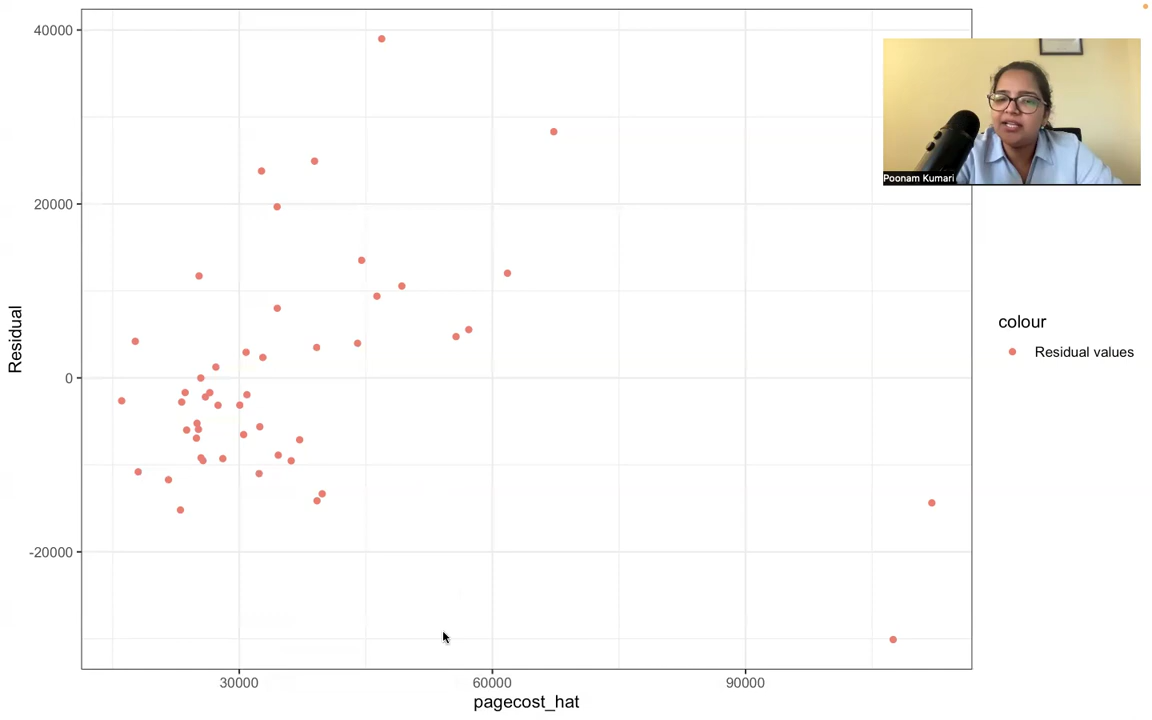 40000
20000
0
-20000
Residual
30000
60000
90000
pagecost_hat
Poonam Kumari
colour
Residual values